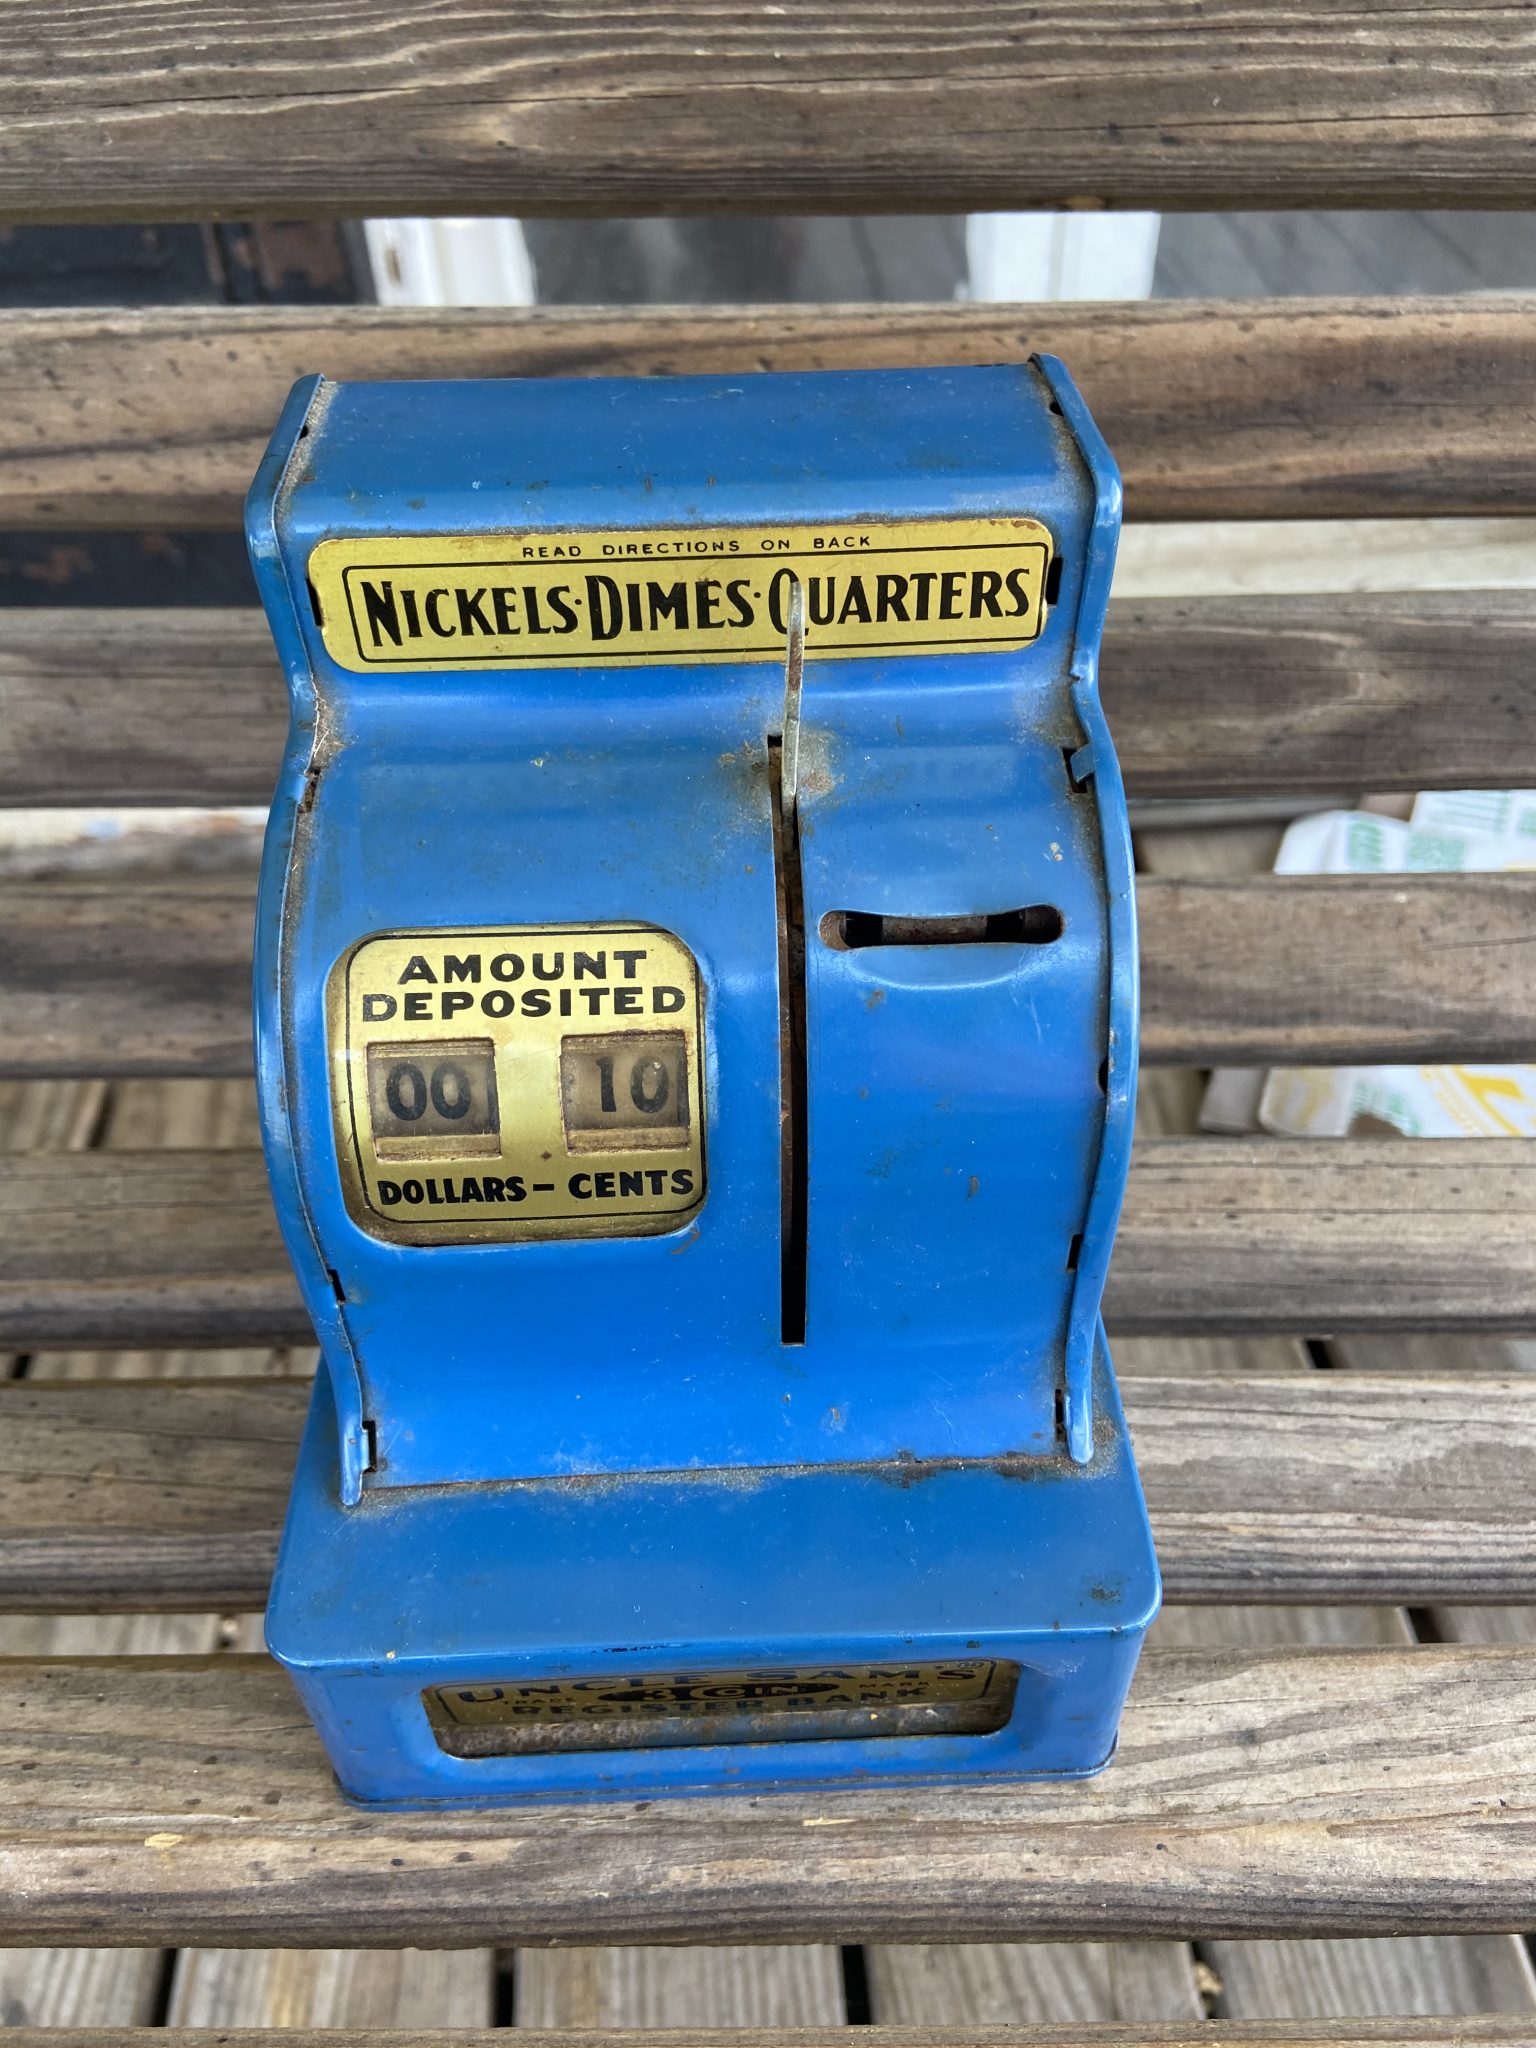 READ DIRECTIONS ON BACK
NICKELS·DIMES·QUARTERS
AMOUNT
DEPOSITED
00 10
DOLLARS – CENTS
UNCLE SAM'S
TRADE 3 COIN MARK
REGISTER BANK